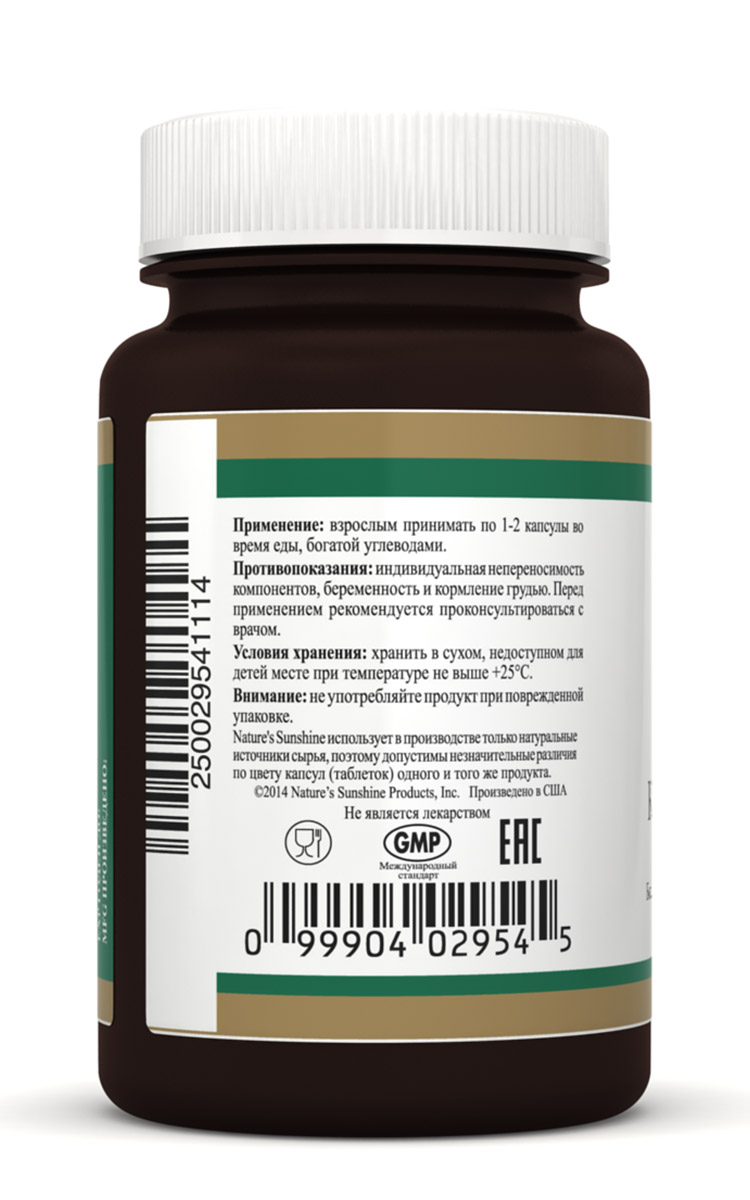 Применение: взрослым принимать по 1-2 капсулы во
время еды, богатой углеводами.
Противопоказания: индивидуальная непереносимость
компонентов, беременность и кормление грудью. Перед
применением рекомендуется проконсультироваться с
врачом.
Условия хранения: хранить в сухом, недоступном для
детей месте при температуре не выше +25°С.
Внимание: не употребляйте продукт при поврежденной
упаковке.
Nature's Sunshine использует в производстве только натуральные
источники сырья, поэтому допустимы незначительные различия
по цвету капсул (таблеток) одного и того же продукта.
©2014 Nature's Sunshine Products, Inc. Произведено в США
Не является лекарством
GMP
Международный
стандарт
EAC
0 99904 02954 5
250029541114
MFG ПРОИЗВЕДЕНО: